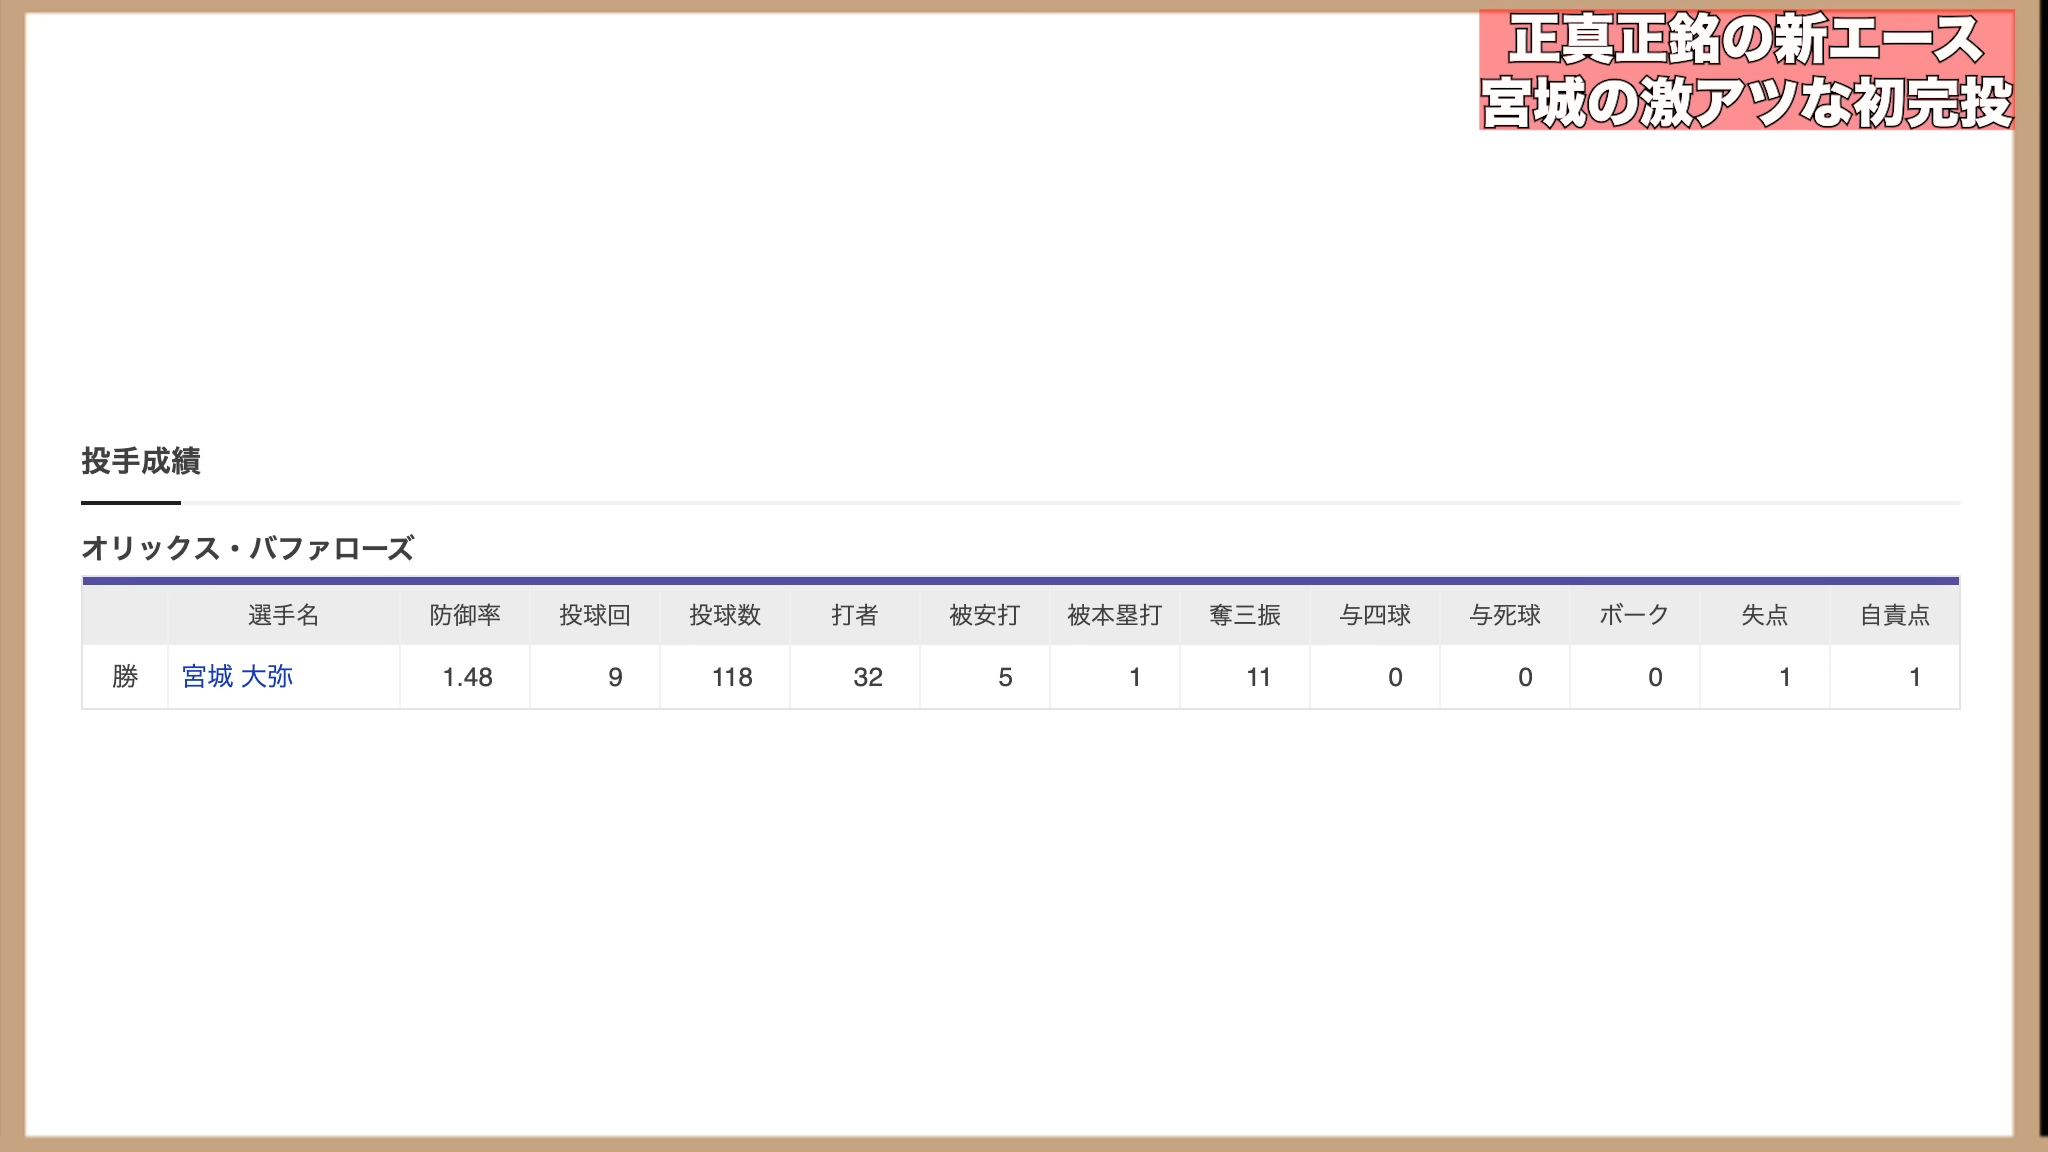 正真正銘の新エース
宮城の激アツな初完投
投手成績
オリックス・バファローズ
選手名 防御率 投球回 投球数 打者 被安打 被本塁打 奪三振 与四球 与死球 ボーク 失点 自責点
勝 宮城 大弥 1.48 9 118 32 5 1 11 0 0 0 1 1